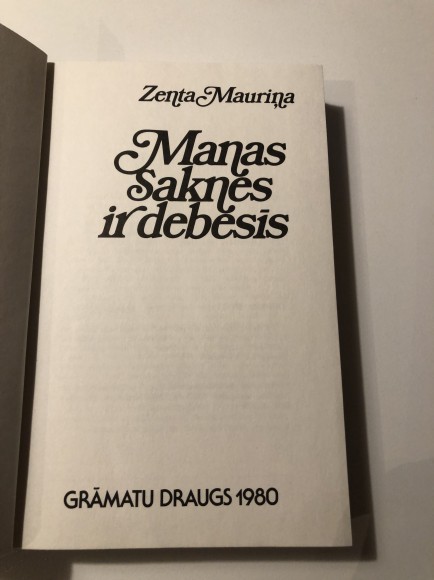 Zenta Mauriņa
Manas
Saknes
ir debesīs
GRĀMATU DRAUGS 1980